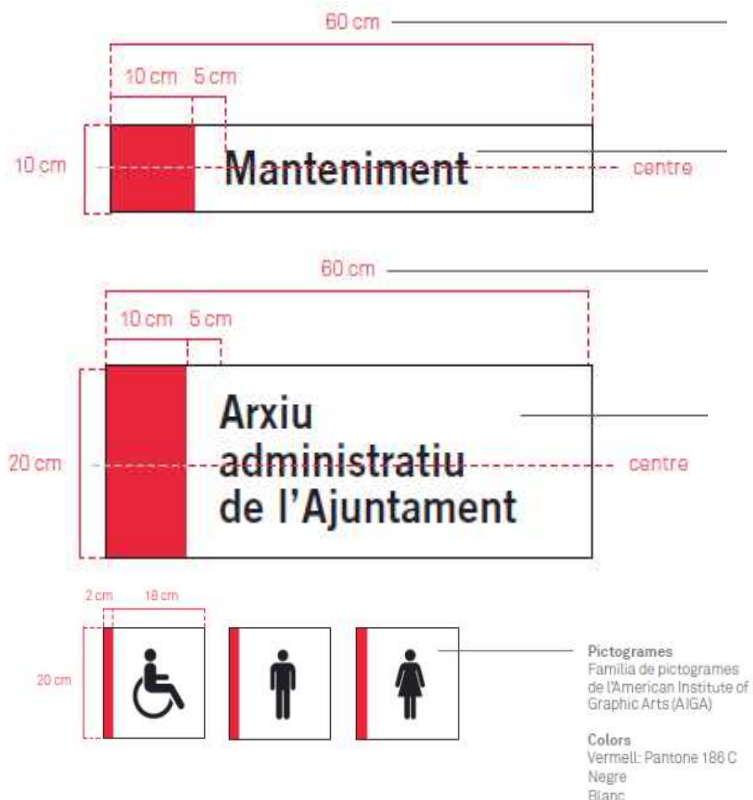 60 cm
10 cm 5 cm
10 cm
Manteniment
centre
60 cm
10 cm 5 cm
Arxiu
administratiu
de l'Ajuntament
20 cm
centre
2 cm 18 cm
20 cm
Pictogrames
Família de pictogrames
de l'American Institute of
Graphic Arts (AIGA)
Colors
Vermell: Pantone 186 C
Negre
Blanc